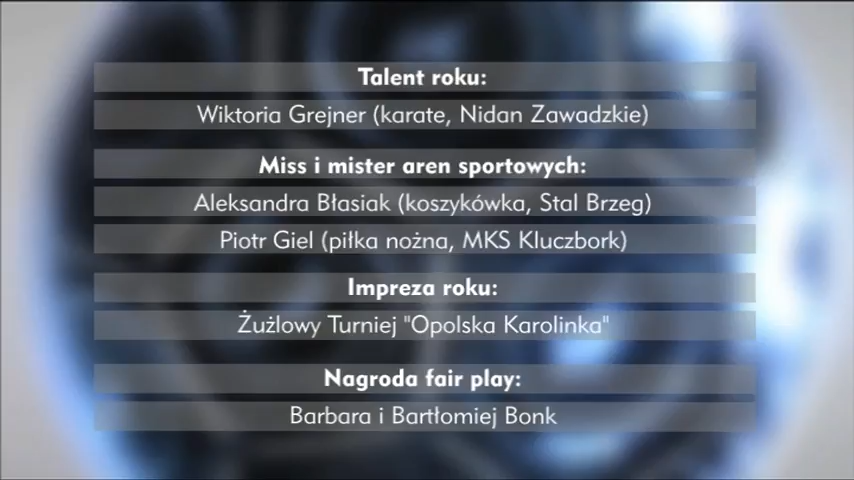 Talent roku:
Wiktoria Grejner (karate, Nidan Zawadzkie)
Miss i mister aren sportowych:
Aleksandra Błasiak (koszykówka, Stal Brzeg)
Piotr Giel (piłka nożna, MKS Kluczbork)
Impreza roku:
Żużlowy Turniej "Opolska Karolinka"
Nagroda fair play:
Barbara i Bartłomiej Bonk